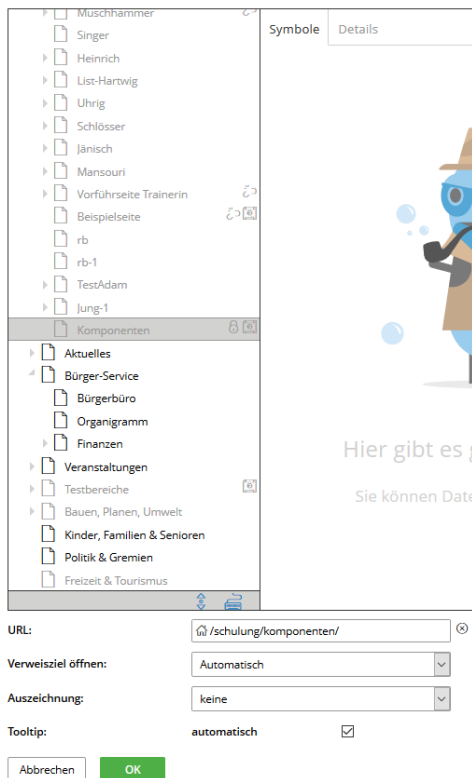 Muschhammer
Singer
Symbole Details
Heinrich
List-Hartwig
Uhrig
Schlösser
Jänisch
Mansouri
Vorführseite Trainerin
Beispielseite
rb
rb-1
TestAdam
Jung-1
Komponenten
Aktuelles
Bürger-Service
Bürgerbüro
Organigramm
Finanzen
Hier gibt es
Veranstaltungen
Testbereiche
Sie können Date
Bauen, Planen, Umwelt
Kinder, Familien & Senioren
Politik & Gremien
Freizeit & Tourismus
URL: /schulung/komponenten/
Verweisziel öffnen: Automatisch
Auszeichnung: keine
Tooltip: automatisch
Abbrechen OK